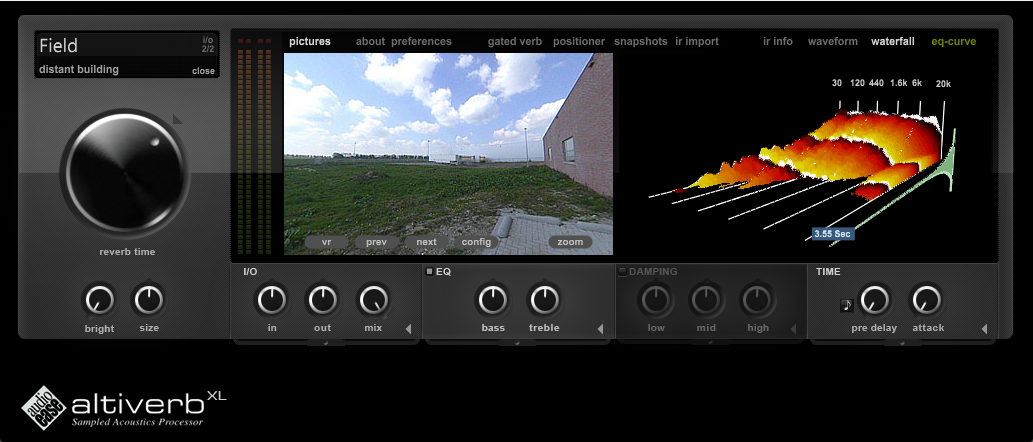 Field
i/o
2/2
distant building
close
pictures about preferences gated verb positioner snapshots ir import ir info waveform waterfall eq-curve
30 120 440 1.6k 6k 20k
3.55 Sec
vr prev next config zoom
reverb time
bright size
I/O
in out mix
EQ
bass treble
DAMPING
low mid high
TIME
pre delay attack
audio
ease
altiverb XL
Sampled Acoustics Processor